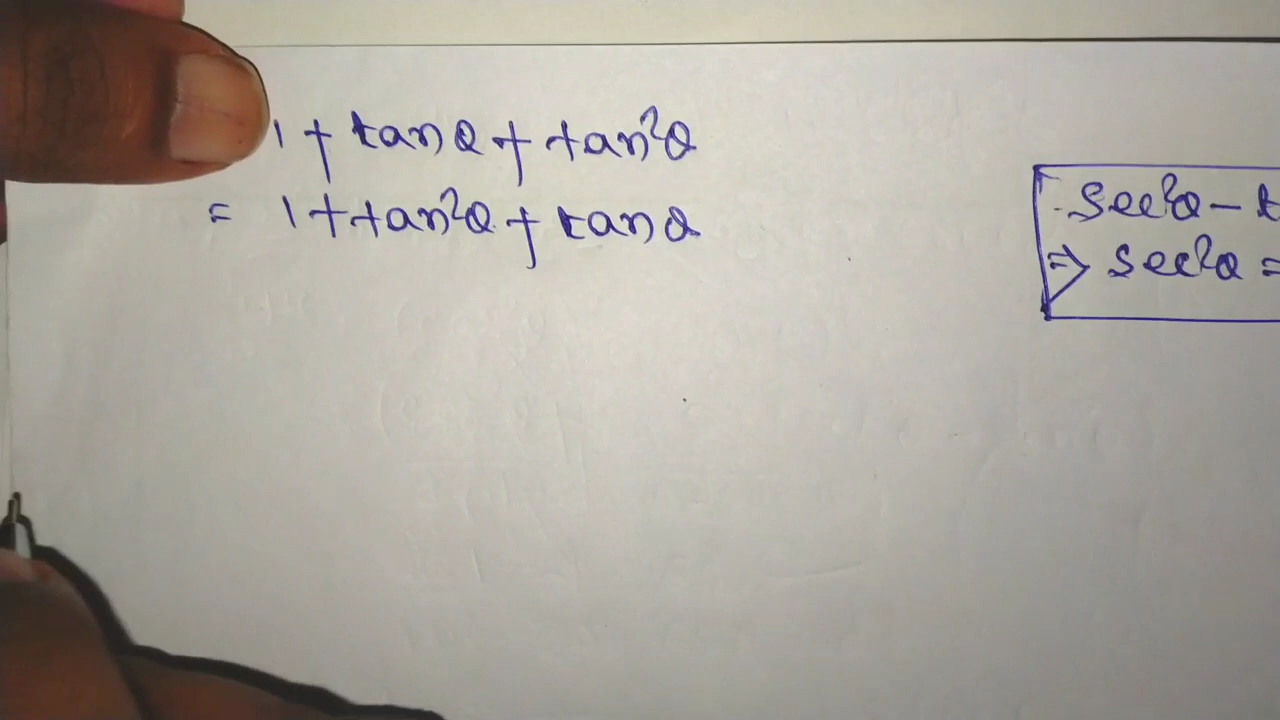 1 + tanθ + tan²θ
= 1 + tan²θ + tanθ
sec²θ - t
⇒ sec²θ =